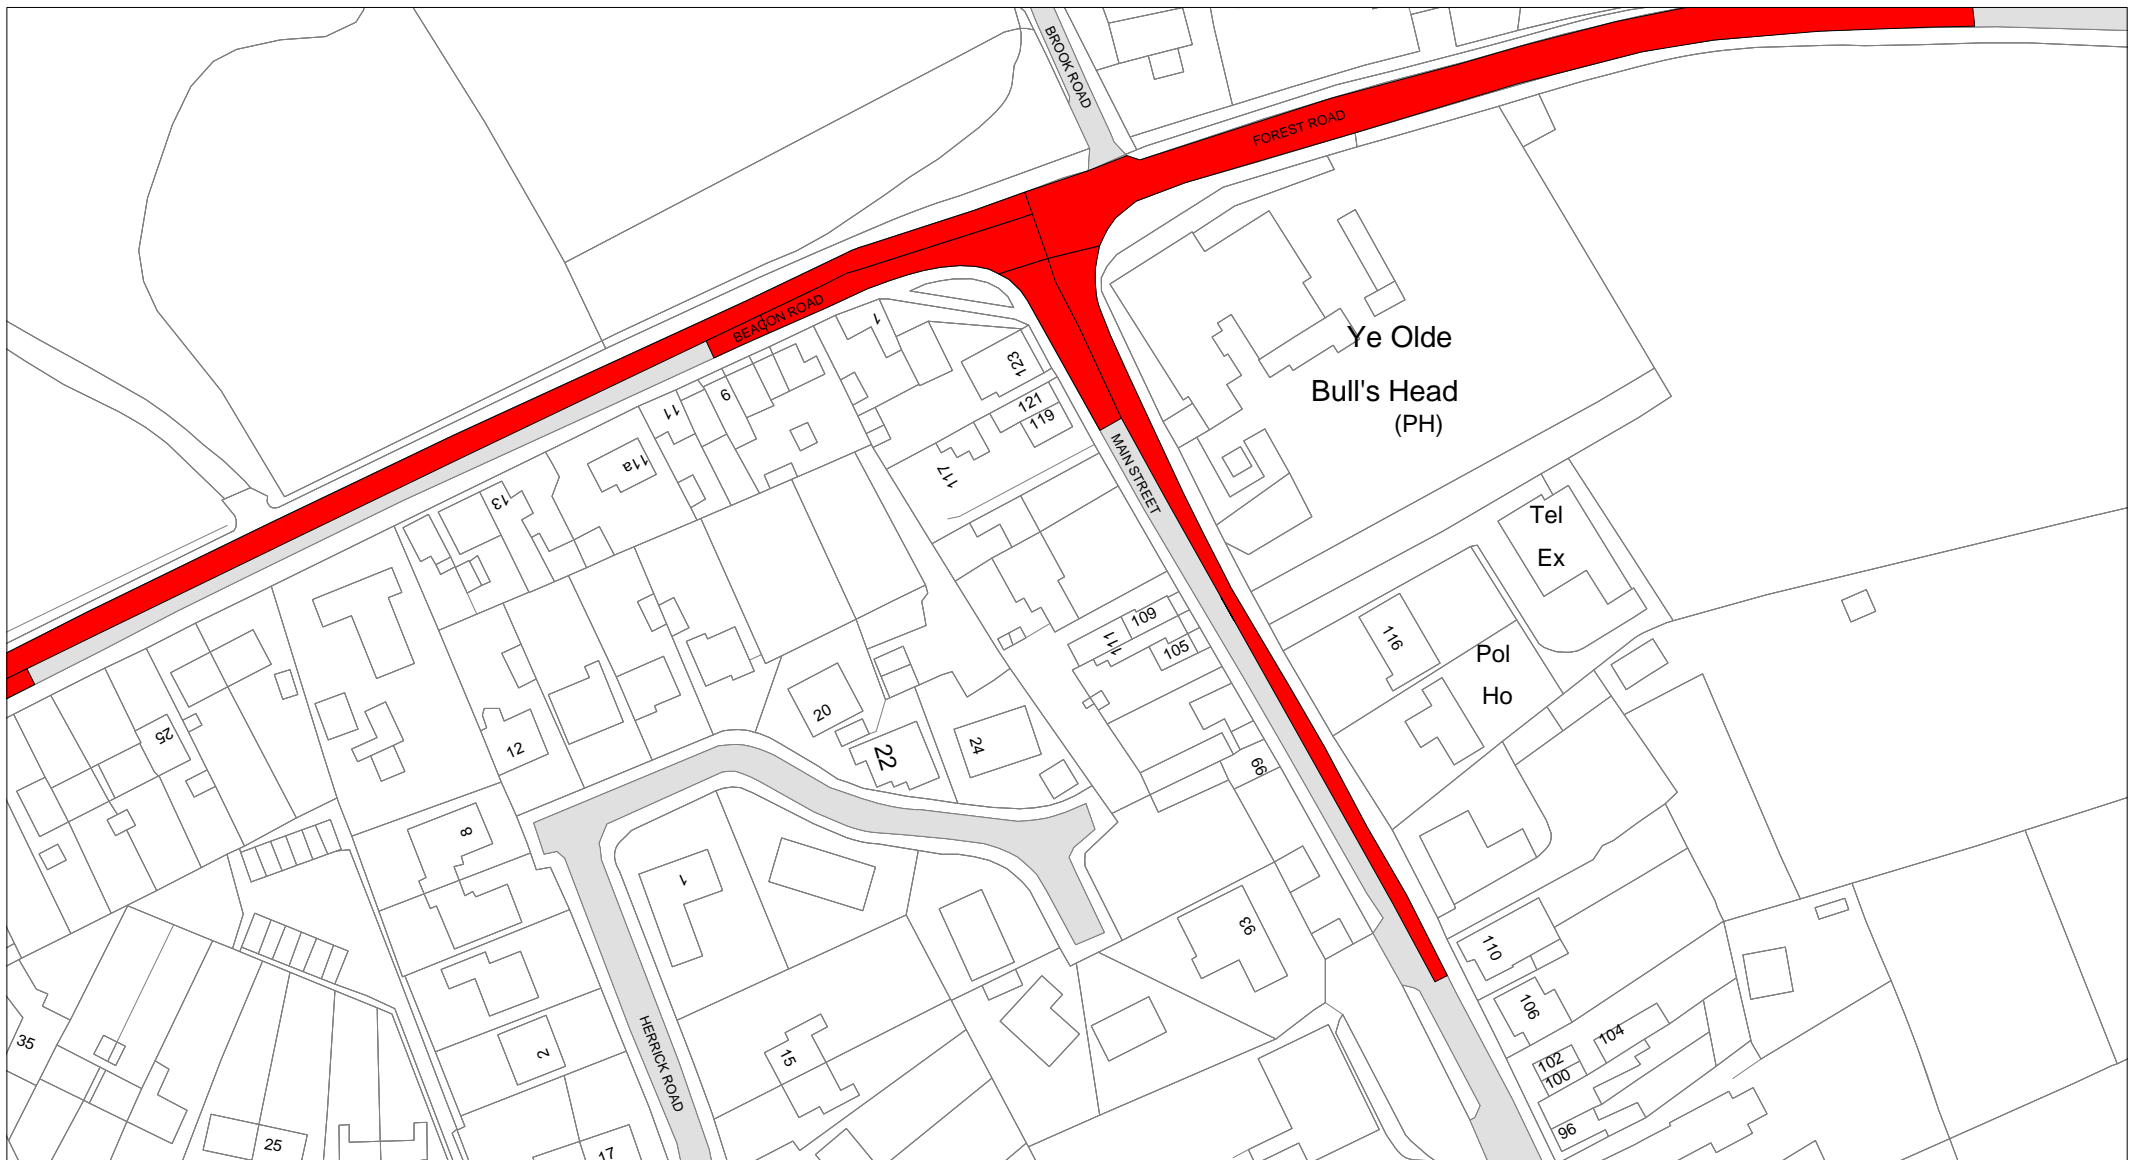 BROOK ROAD
FOREST ROAD
BEACON ROAD
1
Ye Olde
Bull's Head
(PH)
123
121
119
117
9
11
11a
13
MAIN STREET
Tel
Ex
109
111
105
116
Pol
Ho
20
22
24
12
25
99
8
1
93
110
106
104
102
100
96
35
2
15
HERRICK ROAD
25
17